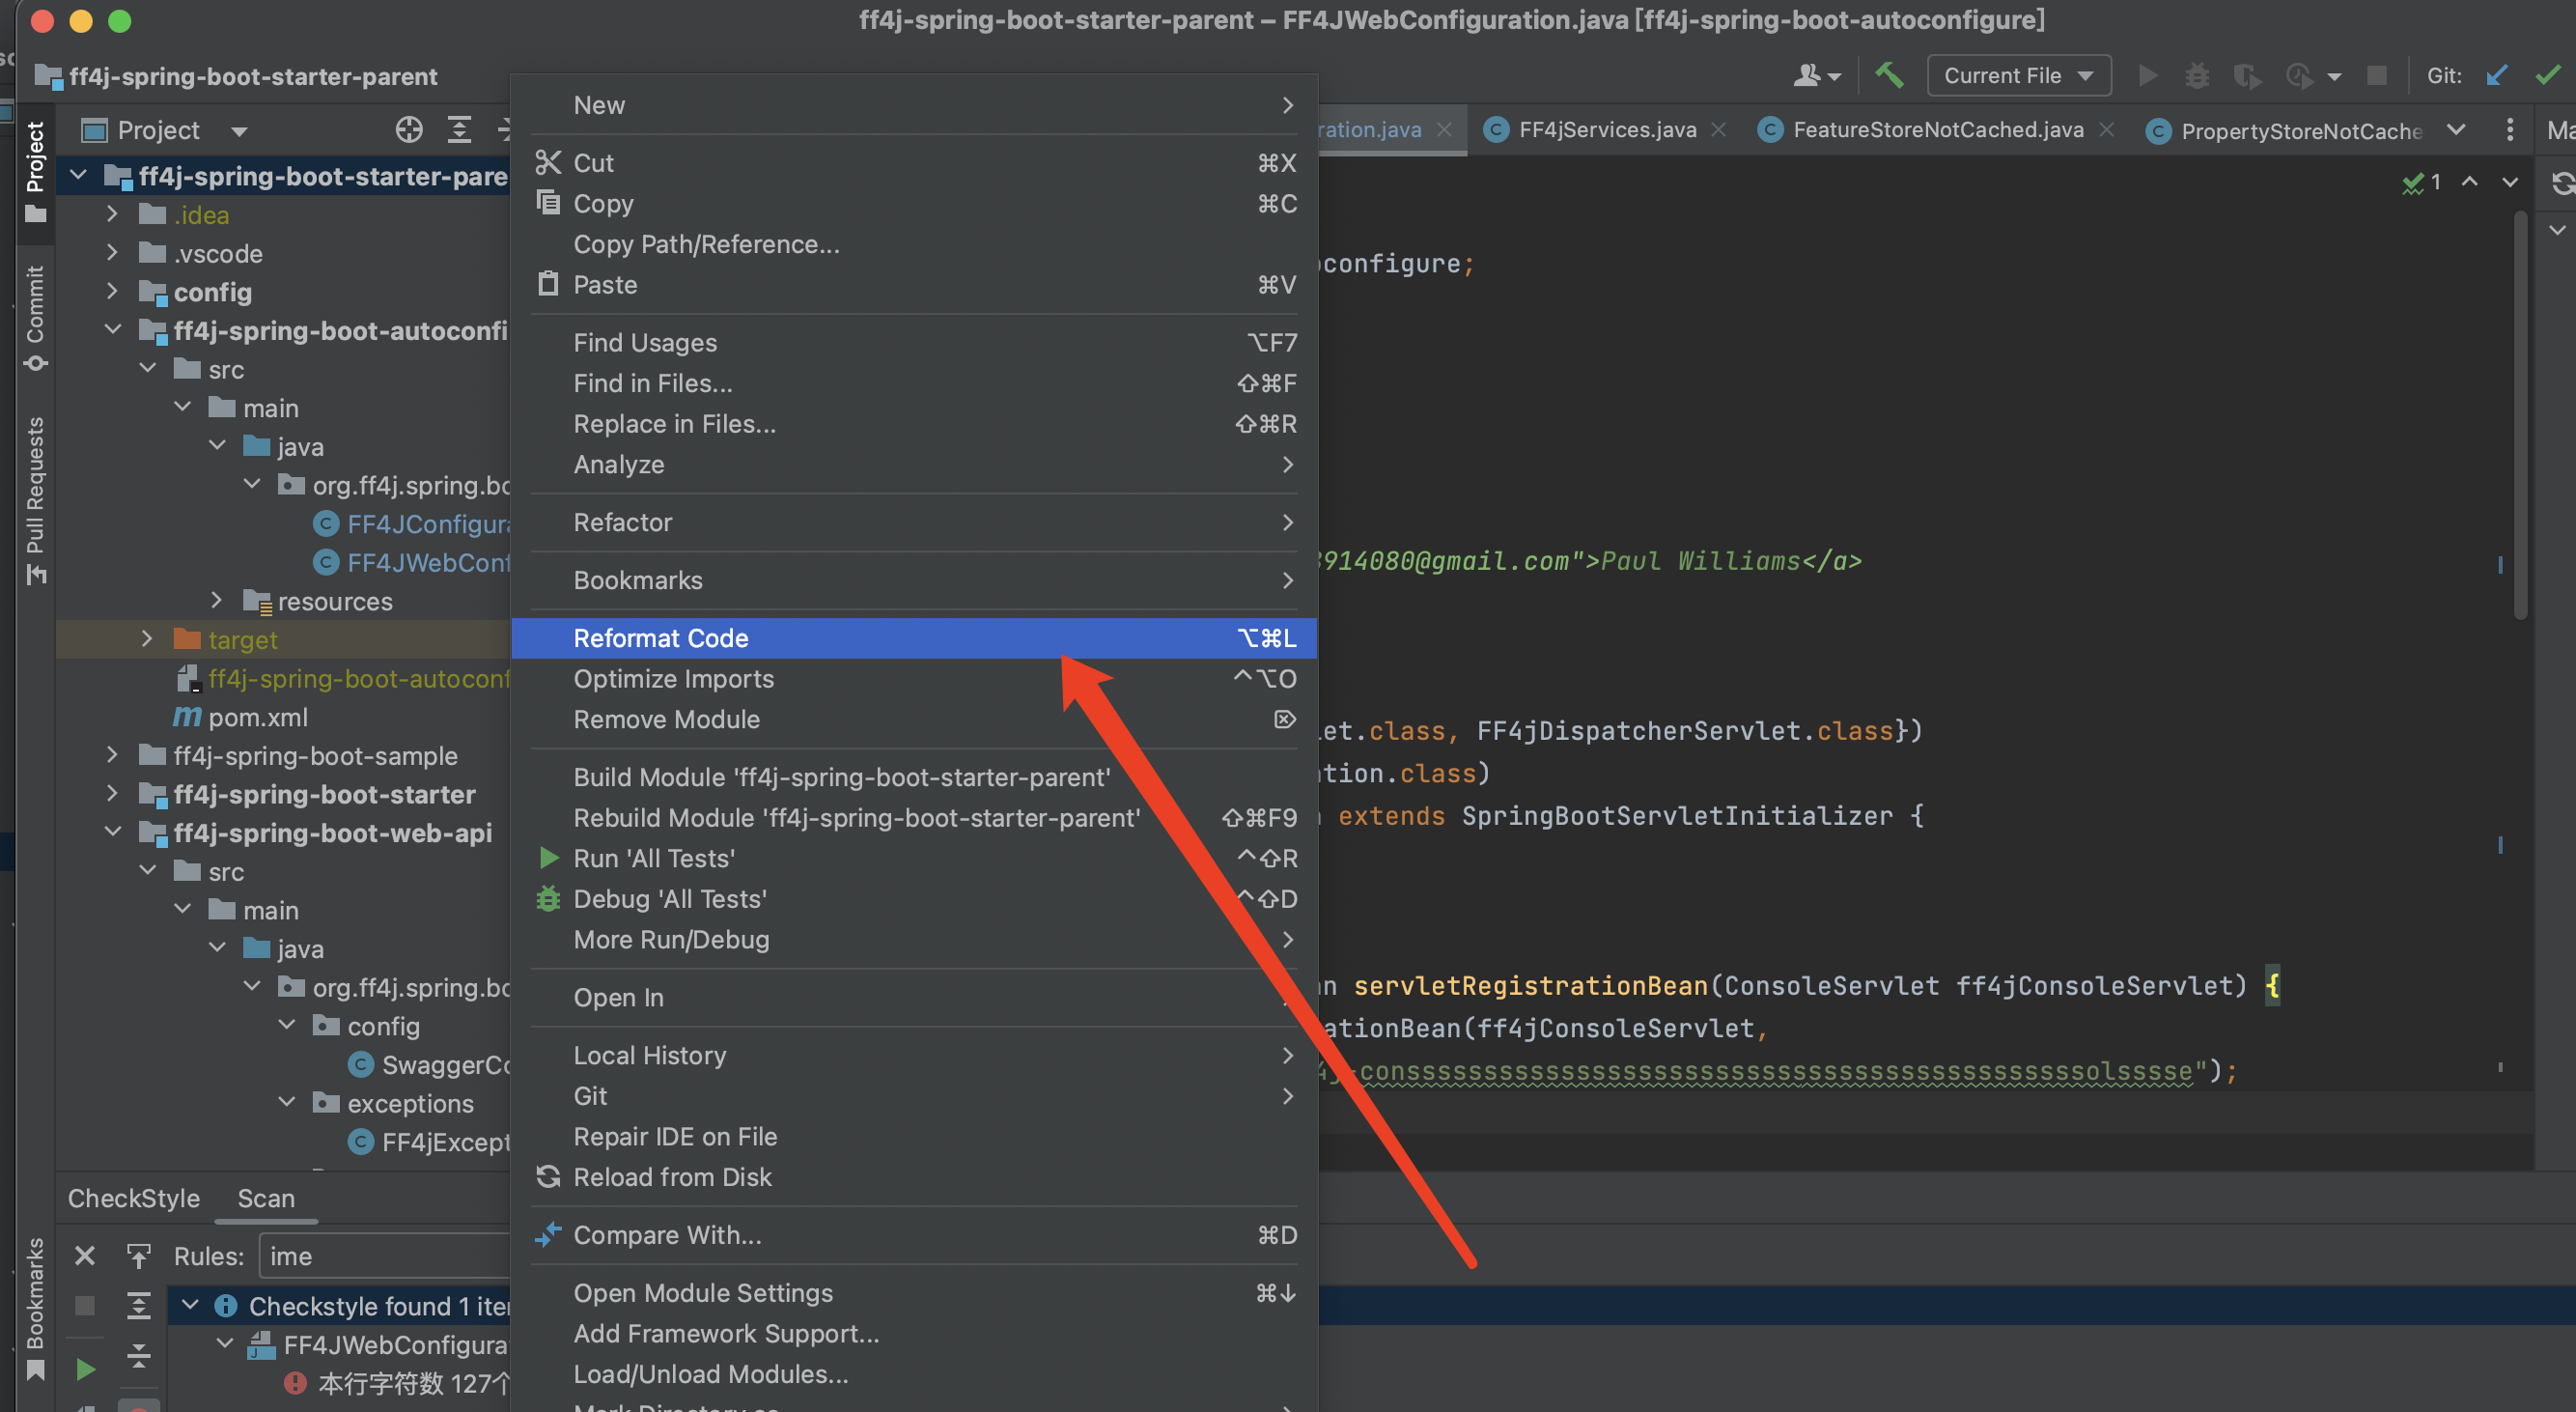 ff4j-spring-boot-starter-parent – FF4JWebConfiguration.java [ff4j-spring-boot-autoconfigure]
ff4j-spring-boot-starter-parent
Current File
Git:
Project
ration.java
FF4jServices.java
FeatureStoreNotCached.java
PropertyStoreNotCache
Ma
Project
Commit
Pull Requests
Bookmarks
ff4j-spring-boot-starter-pare
.idea
.vscode
config
ff4j-spring-boot-autoconfi
src
main
java
org.ff4j.spring.bo
FF4JConfigura
FF4JWebConf
resources
target
ff4j-spring-boot-autoconf
pom.xml
ff4j-spring-boot-sample
ff4j-spring-boot-starter
ff4j-spring-boot-web-api
src
main
java
org.ff4j.spring.bo
config
SwaggerCo
exceptions
FF4jExcept
New
Cut ⌘X
Copy ⌘C
Copy Path/Reference...
Paste ⌘V
Find Usages ⌥F7
Find in Files... ⇧⌘F
Replace in Files... ⇧⌘R
Analyze
Refactor
Bookmarks
Reformat Code ⌥⌘L
Optimize Imports ^⌥O
Remove Module ⌦
Build Module 'ff4j-spring-boot-starter-parent'
Rebuild Module 'ff4j-spring-boot-starter-parent' ⇧⌘F9
Run 'All Tests' ^⇧R
Debug 'All Tests' ^⇧D
More Run/Debug
Open In
Local History
Git
Repair IDE on File
Reload from Disk
Compare With... ⌘D
Open Module Settings ⌘↓
Add Framework Support...
Load/Unload Modules...
1
configure;
3914080@gmail.com">Paul Williams</a>
let.class, FF4jDispatcherServlet.class})
ation.class)
n extends SpringBootServletInitializer {
an servletRegistrationBean(ConsoleServlet ff4jConsoleServlet) {
ationBean(ff4jConsoleServlet,
CheckStyle Scan
Rules: ime
Checkstyle found 1 iter
FF4JWebConfigura
本行字符数 127个